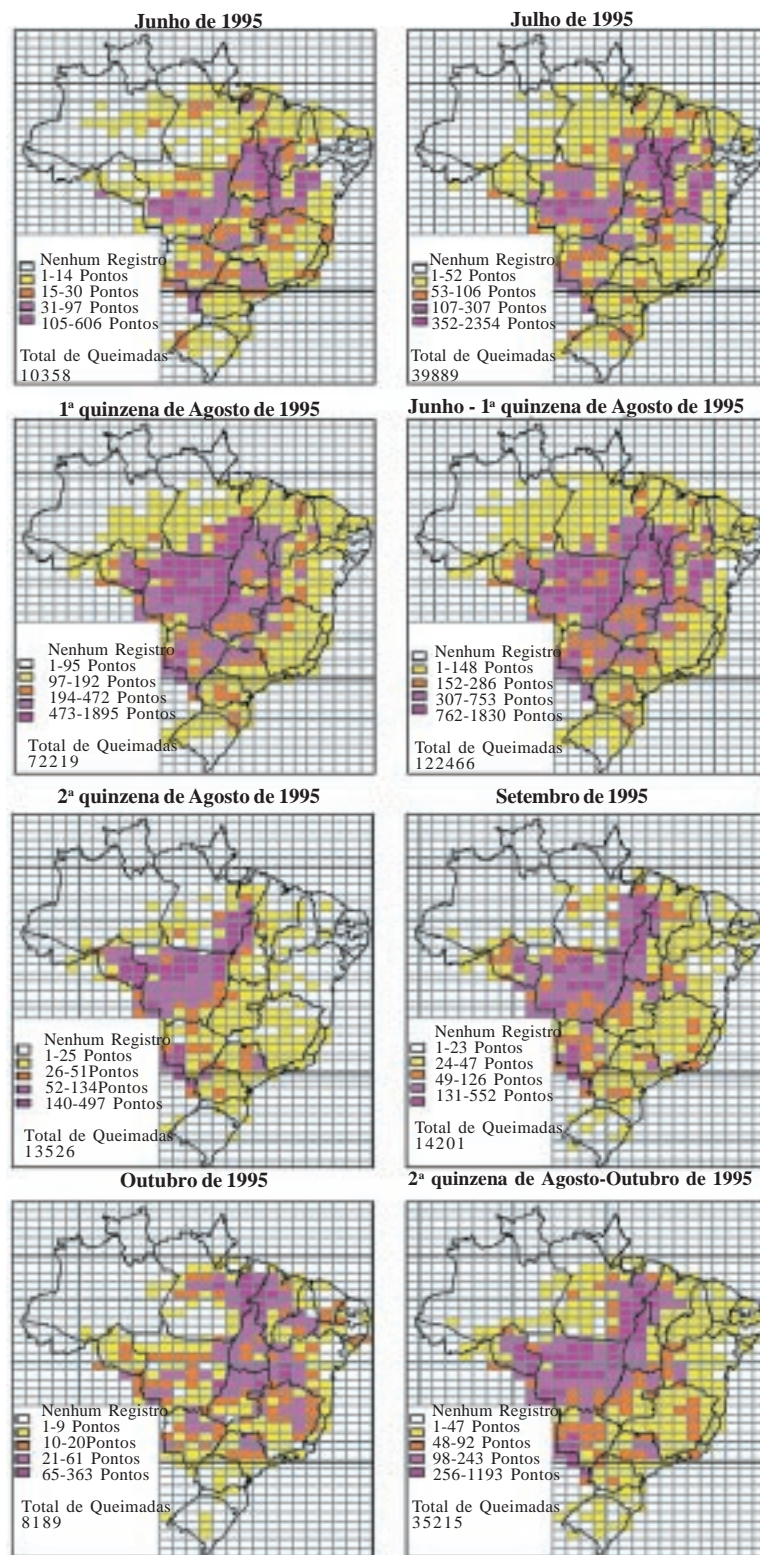 Junho de 1995
Nenhum Registro
1-14 Pontos
15-30 Pontos
31-97 Pontos
105-606 Pontos
Total de Queimadas
10358
Julho de 1995
Nenhum Registro
1-52 Pontos
53-106 Pontos
107-307 Pontos
352-2354 Pontos
Total de Queimadas
39889
1ª quinzena de Agosto de 1995
Nenhum Registro
1-95 Pontos
97-192 Pontos
194-472 Pontos
473-1895 Pontos
Total de Queimadas
72219
Junho - 1ª quinzena de Agosto de 1995
Nenhum Registro
1-148 Pontos
152-286 Pontos
307-753 Pontos
762-1830 Pontos
Total de Queimadas
122466
2ª quinzena de Agosto de 1995
Nenhum Registro
1-25 Pontos
26-51Pontos
52-134Pontos
140-497 Pontos
Total de Queimadas
13526
Setembro de 1995
Nenhum Registro
1-23 Pontos
24-47 Pontos
49-126 Pontos
131-552 Pontos
Total de Queimadas
14201
Outubro de 1995
Nenhum Registro
1-9 Pontos
10-20Pontos
21-61 Pontos
65-363 Pontos
Total de Queimadas
8189
2ª quinzena de Agosto-Outubro de 1995
Nenhum Registro
1-47 Pontos
48-92 Pontos
98-243 Pontos
256-1193 Pontos
Total de Queimadas
35215